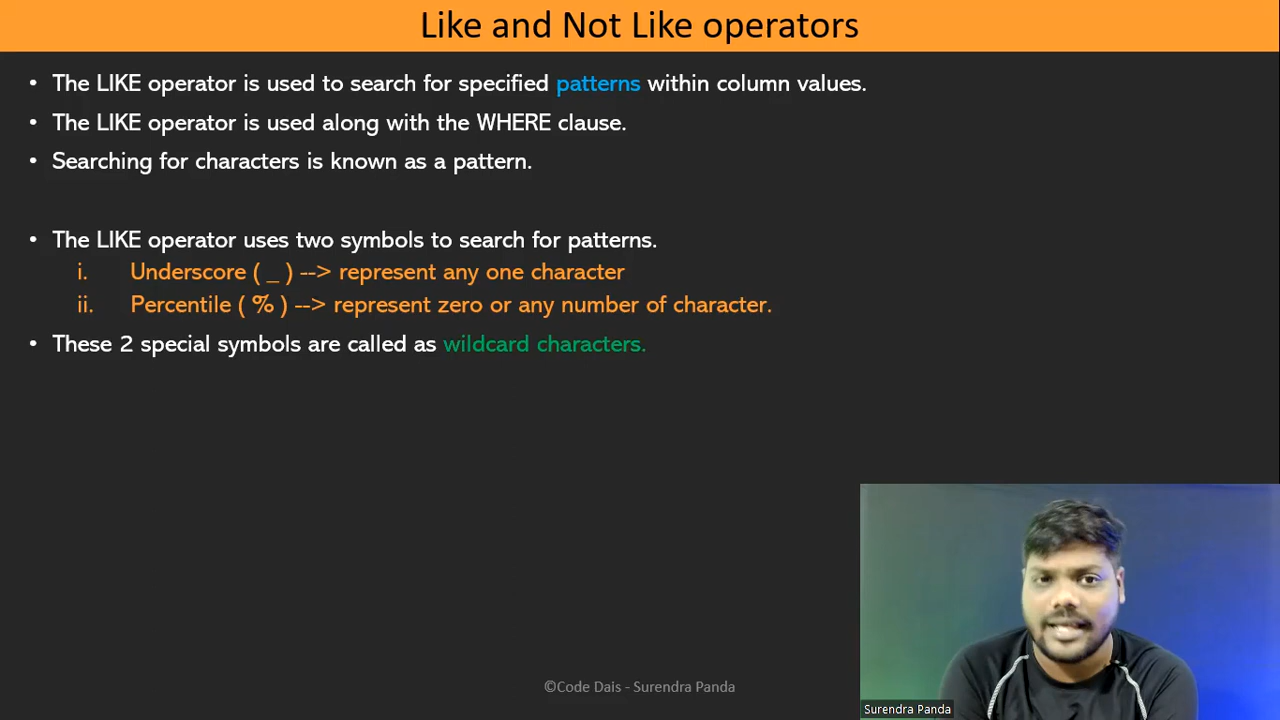 Like and Not Like operators
• The LIKE operator is used to search for specified patterns within column values.
• The LIKE operator is used along with the WHERE clause.
• Searching for characters is known as a pattern.
• The LIKE operator uses two symbols to search for patterns.
i. Underscore ( _ ) --> represent any one character
ii. Percentile ( % ) --> represent zero or any number of character.
• These 2 special symbols are called as wildcard characters.
©Code Dais - Surendra Panda
Surendra Panda